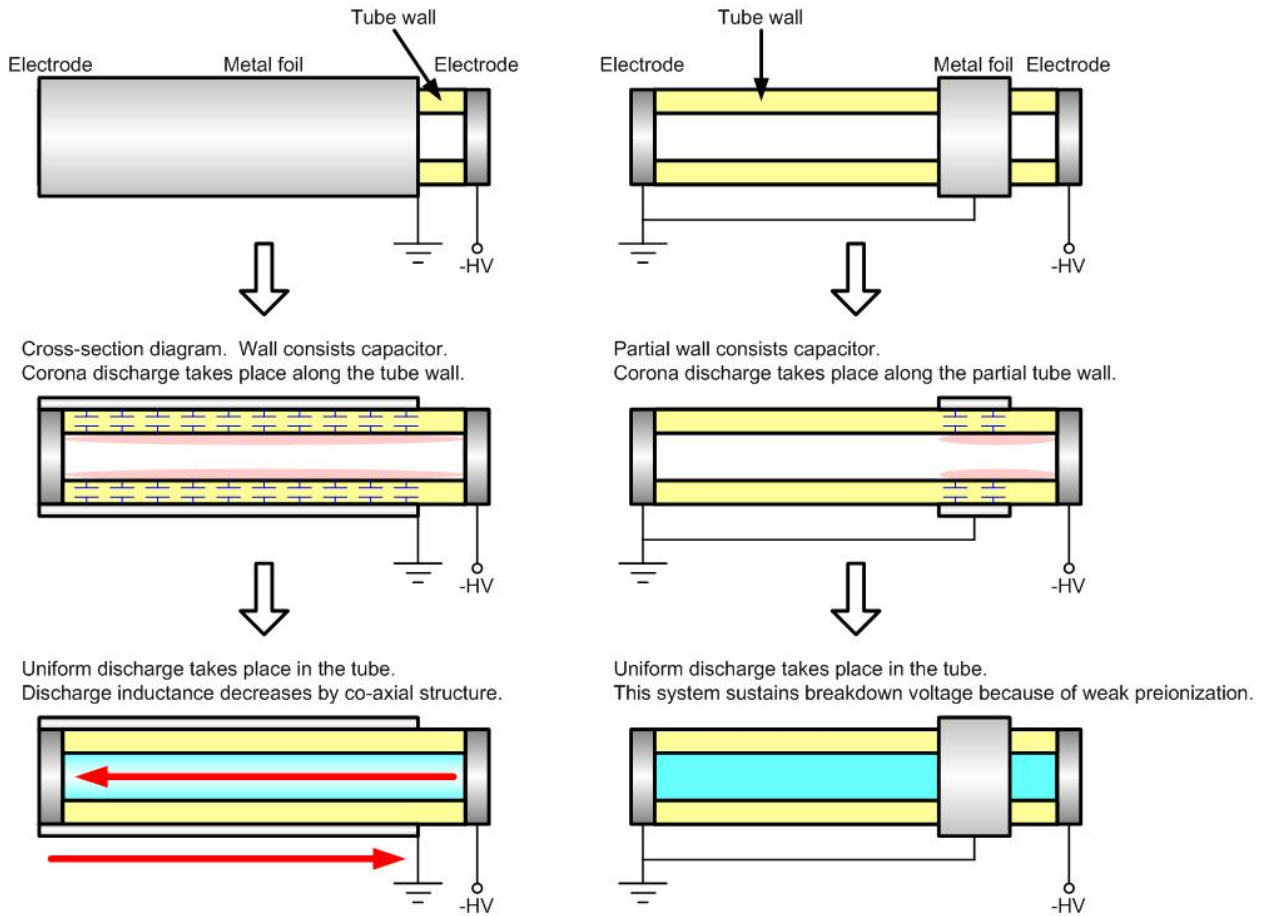 Tube wall
Electrode
Metal foil
Electrode
-HV
Cross-section diagram. Wall consists capacitor.
Corona discharge takes place along the tube wall.
-HV
Uniform discharge takes place in the tube.
Discharge inductance decreases by co-axial structure.
-HV
Tube wall
Electrode
Metal foil
Electrode
-HV
Partial wall consists capacitor.
Corona discharge takes place along the partial tube wall.
-HV
Uniform discharge takes place in the tube.
This system sustains breakdown voltage because of weak preionization.
-HV